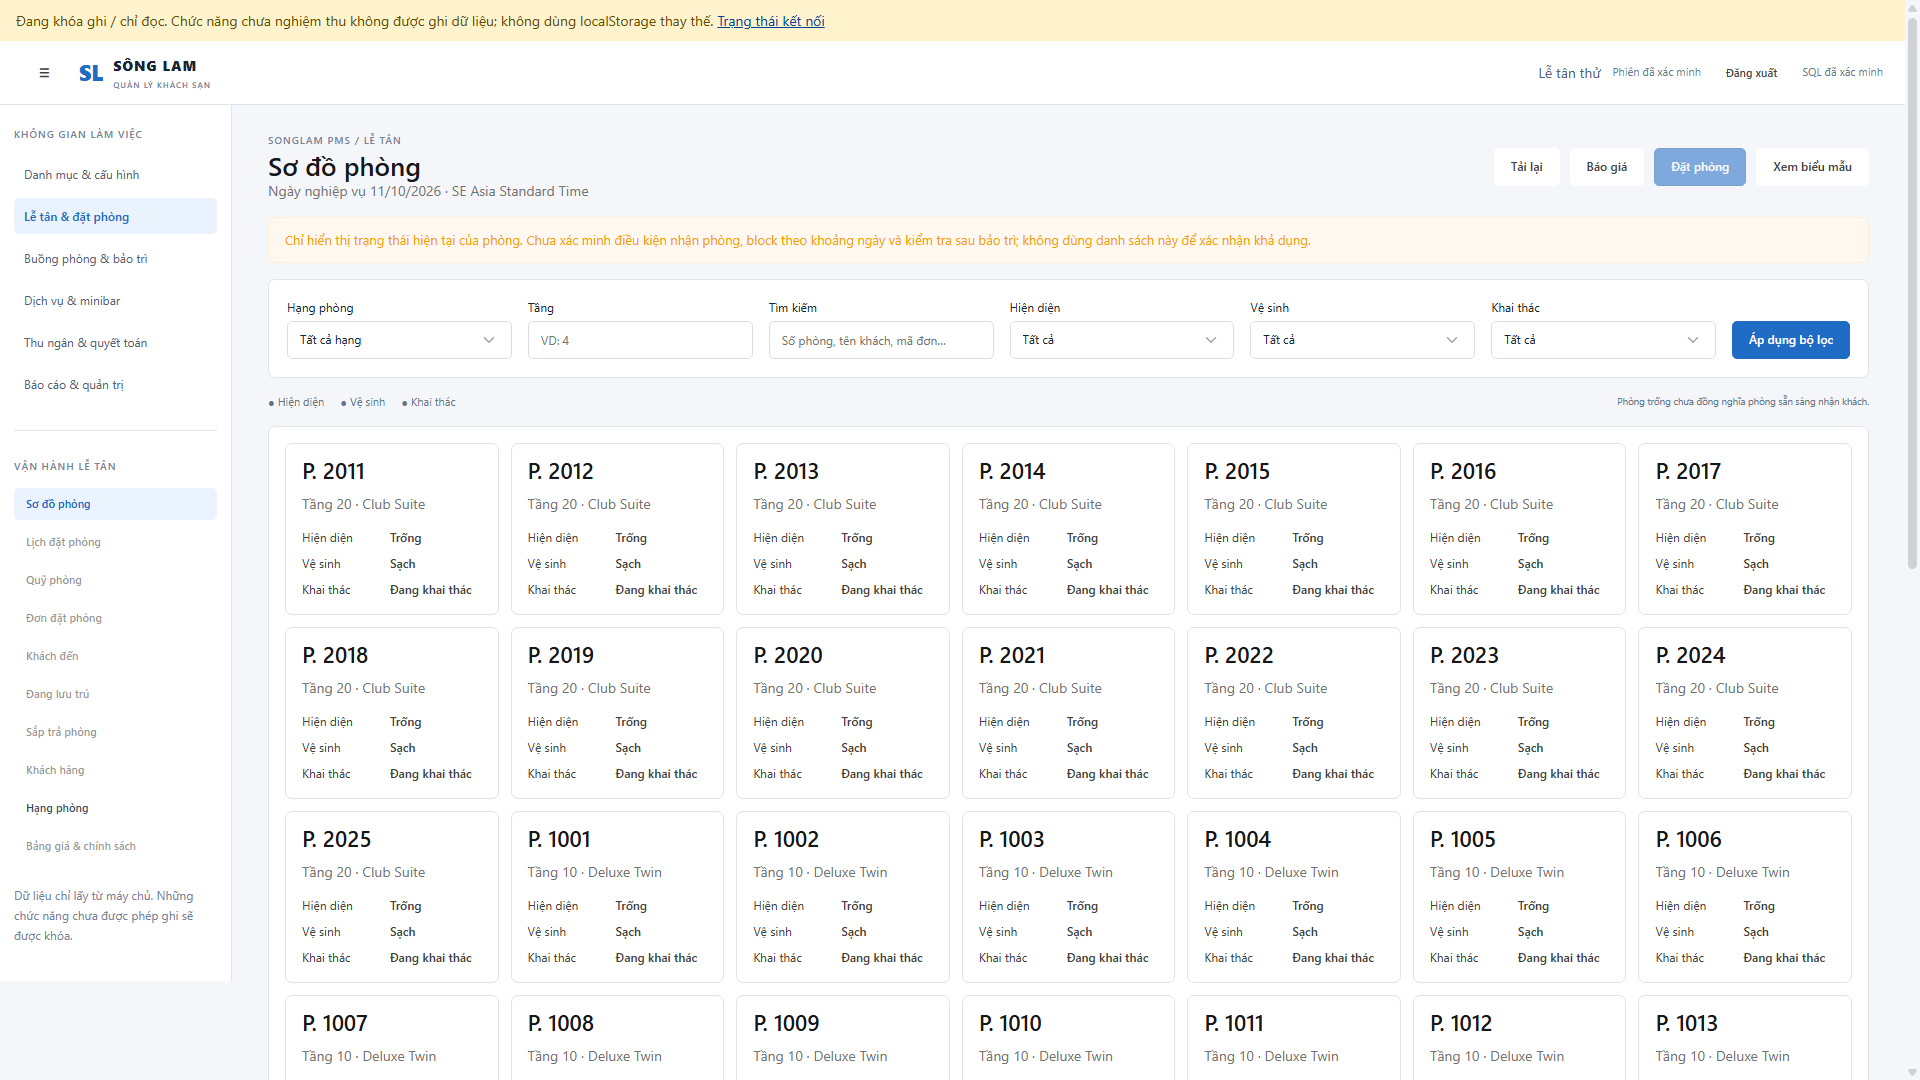 Đang khóa ghi / chỉ đọc. Chức năng chưa nghiệm thu không được ghi dữ liệu; không dùng localStorage thay thế. Trạng thái kết nối
☰ SL SÔNG LAM
QUẢN LÝ KHÁCH SẠN
Lễ tân thử Phiên đã xác minh Đăng xuất SQL đã xác minh
KHÔNG GIAN LÀM VIỆC
Danh mục & cấu hình
Lễ tân & đặt phòng
Buồng phòng & bảo trì
Dịch vụ & minibar
Thu ngân & quyết toán
Báo cáo & quản trị
VẬN HÀNH LỄ TÂN
Sơ đồ phòng
Lịch đặt phòng
Quỹ phòng
Đơn đặt phòng
Khách đến
Đang lưu trú
Sắp trả phòng
Khách hàng
Hạng phòng
Bảng giá & chính sách
Dữ liệu chỉ lấy từ máy chủ. Những
chức năng chưa được phép ghi sẽ
được khóa.
SONGLAM PMS / LỄ TÂN
Sơ đồ phòng
Ngày nghiệp vụ 11/10/2026 · SE Asia Standard Time
Tải lại Báo giá Đặt phòng Xem biểu mẫu
Chỉ hiển thị trạng thái hiện tại của phòng. Chưa xác minh điều kiện nhận phòng, block theo khoảng ngày và kiểm tra sau bảo trì; không dùng danh sách này để xác nhận khả dụng.
Hạng phòng Tầng Tìm kiếm Hiện diện Vệ sinh Khai thác
Tất cả hạng VD: 4 Số phòng, tên khách, mã đơn... Tất cả Tất cả Tất cả Áp dụng bộ lọc
● Hiện diện ● Vệ sinh ● Khai thác
Phòng trống chưa đồng nghĩa phòng sẵn sàng nhận khách.
P. 2011 P. 2012 P. 2013 P. 2014 P. 2015 P. 2016 P. 2017
Tầng 20 · Club Suite Tầng 20 · Club Suite Tầng 20 · Club Suite Tầng 20 · Club Suite Tầng 20 · Club Suite Tầng 20 · Club Suite Tầng 20 · Club Suite
Hiện diện Trống Hiện diện Trống Hiện diện Trống Hiện diện Trống Hiện diện Trống Hiện diện Trống Hiện diện Trống
Vệ sinh Sạch Vệ sinh Sạch Vệ sinh Sạch Vệ sinh Sạch Vệ sinh Sạch Vệ sinh Sạch Vệ sinh Sạch
Khai thác Đang khai thác Khai thác Đang khai thác Khai thác Đang khai thác Khai thác Đang khai thác Khai thác Đang khai thác Khai thác Đang khai thác Khai thác Đang khai thác
P. 2018 P. 2019 P. 2020 P. 2021 P. 2022 P. 2023 P. 2024
Tầng 20 · Club Suite Tầng 20 · Club Suite Tầng 20 · Club Suite Tầng 20 · Club Suite Tầng 20 · Club Suite Tầng 20 · Club Suite Tầng 20 · Club Suite
Hiện diện Trống Hiện diện Trống Hiện diện Trống Hiện diện Trống Hiện diện Trống Hiện diện Trống Hiện diện Trống
Vệ sinh Sạch Vệ sinh Sạch Vệ sinh Sạch Vệ sinh Sạch Vệ sinh Sạch Vệ sinh Sạch Vệ sinh Sạch
Khai thác Đang khai thác Khai thác Đang khai thác Khai thác Đang khai thác Khai thác Đang khai thác Khai thác Đang khai thác Khai thác Đang khai thác Khai thác Đang khai thác
P. 2025 P. 1001 P. 1002 P. 1003 P. 1004 P. 1005 P. 1006
Tầng 20 · Club Suite Tầng 10 · Deluxe Twin Tầng 10 · Deluxe Twin Tầng 10 · Deluxe Twin Tầng 10 · Deluxe Twin Tầng 10 · Deluxe Twin Tầng 10 · Deluxe Twin
Hiện diện Trống Hiện diện Trống Hiện diện Trống Hiện diện Trống Hiện diện Trống Hiện diện Trống Hiện diện Trống
Vệ sinh Sạch Vệ sinh Sạch Vệ sinh Sạch Vệ sinh Sạch Vệ sinh Sạch Vệ sinh Sạch Vệ sinh Sạch
Khai thác Đang khai thác Khai thác Đang khai thác Khai thác Đang khai thác Khai thác Đang khai thác Khai thác Đang khai thác Khai thác Đang khai thác Khai thác Đang khai thác
P. 1007 P. 1008 P. 1009 P. 1010 P. 1011 P. 1012 P. 1013
Tầng 10 · Deluxe Twin Tầng 10 · Deluxe Twin Tầng 10 · Deluxe Twin Tầng 10 · Deluxe Twin Tầng 10 · Deluxe Twin Tầng 10 · Deluxe Twin Tầng 10 · Deluxe Twin